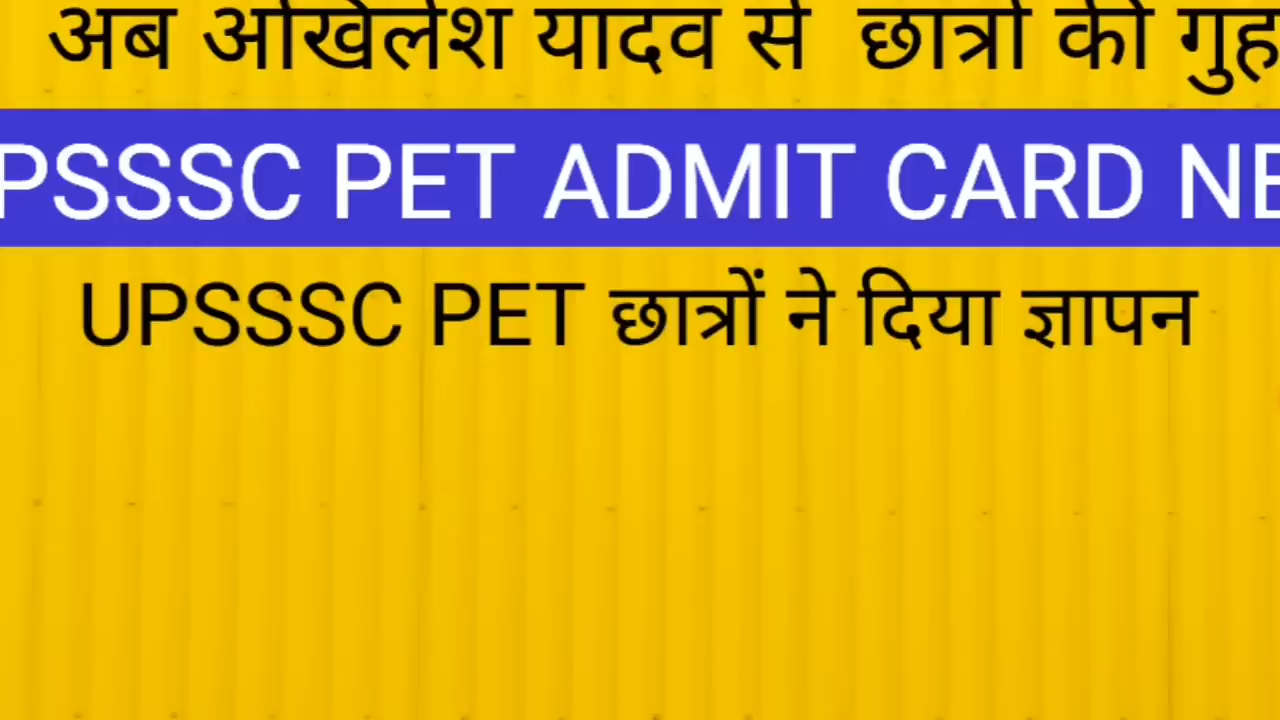 अब अखिलेश यादव से छात्रों की
PSSSC PET ADMIT CARD
UPSSSC PET छात्रों ने दिया ज्ञापन